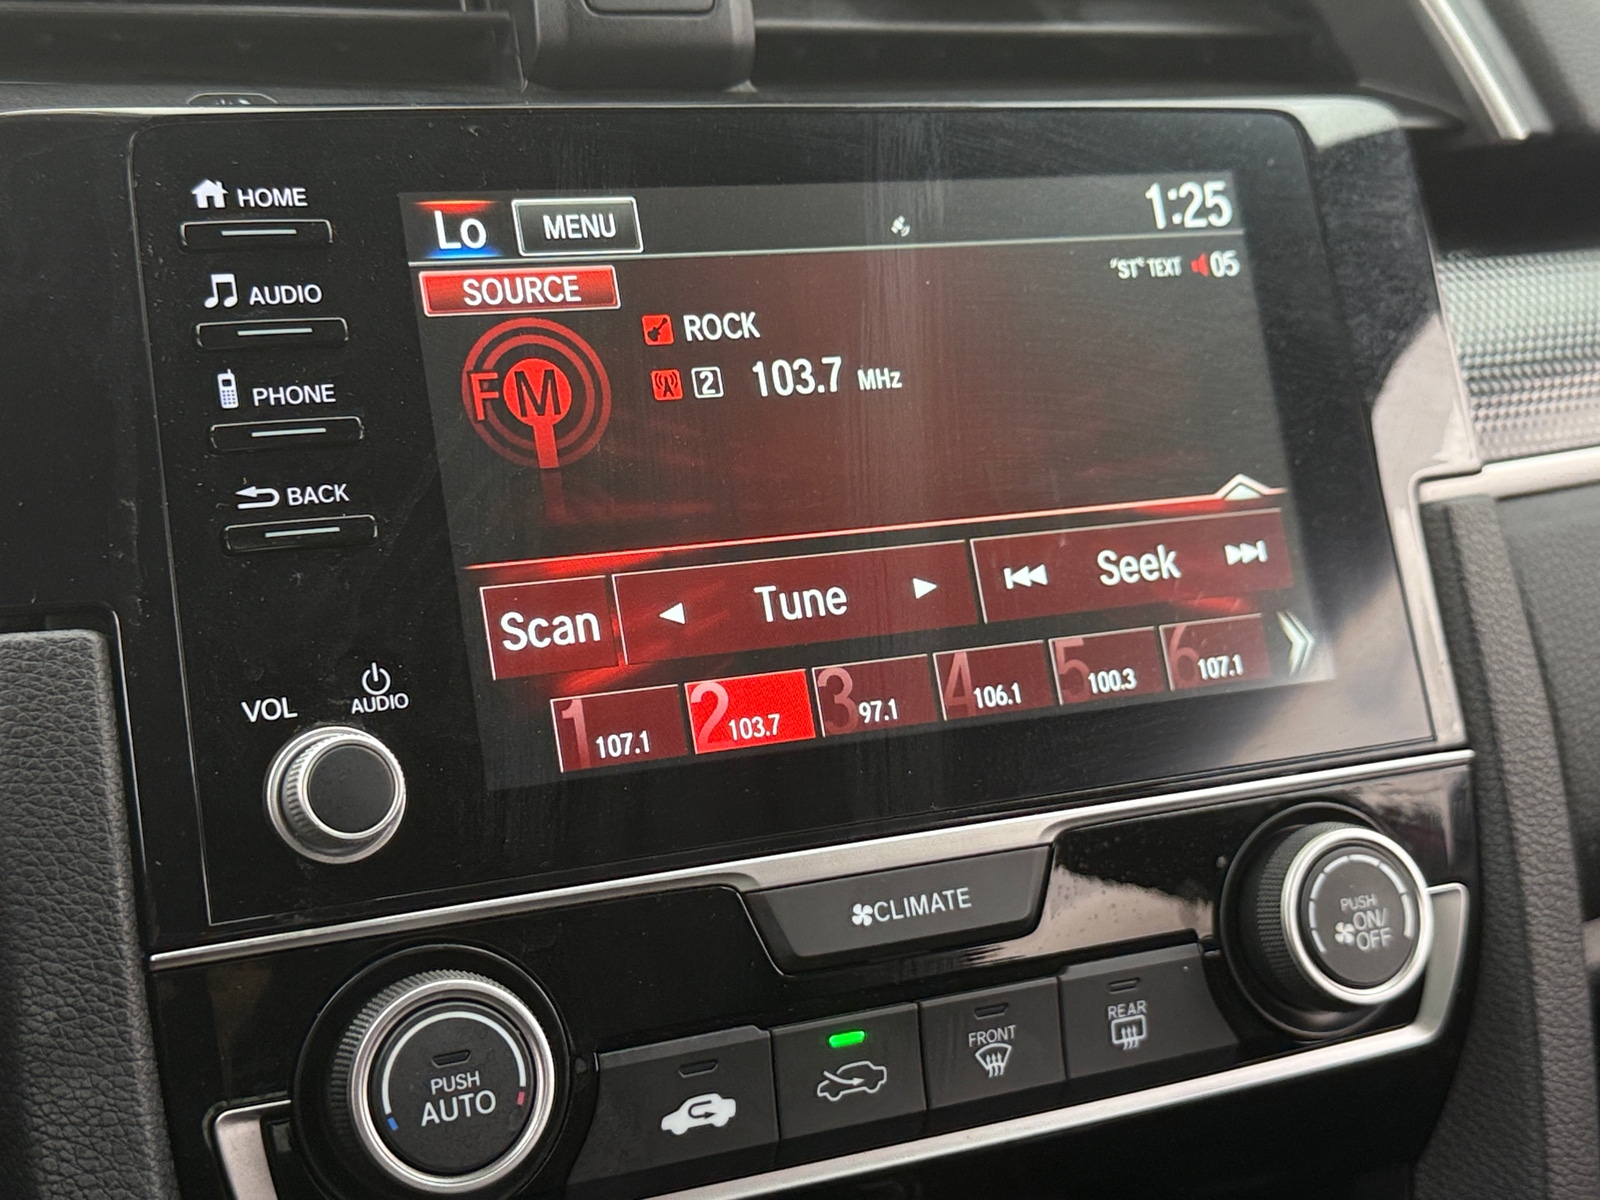 HOME
AUDIO
PHONE
BACK
VOL
AUDIO
Lo
MENU
1:25
SOURCE
"ST" TEXT 05
FM
ROCK
2 103.7 MHz
Scan
Tune
Seek
1 107.1
2 103.7
3 97.1
4 106.1
5 100.3
6 107.1
CLIMATE
PUSH
ON/
OFF
PUSH
AUTO
FRONT
REAR